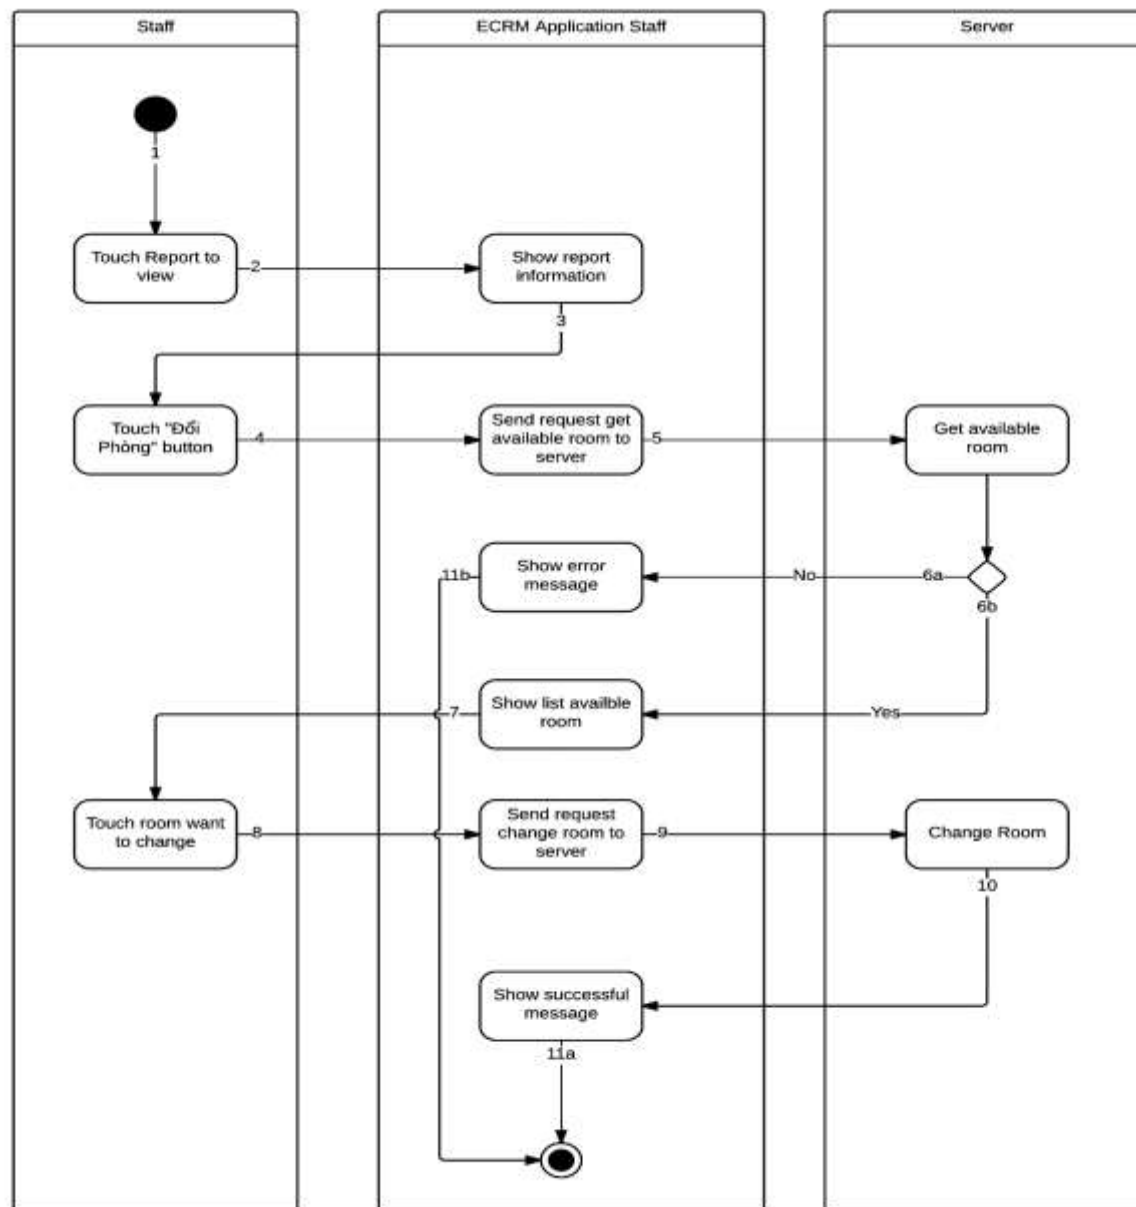 Staff
ECRM Application Staff
Server
1
Touch Report to
view
2
Show report
information
3
Touch "Đổi
Phòng" button
4
Send request get
available room to
server
5
Get available
room
11b
Show error
message
No
6a
6b
7
Show list availble
room
Yes
Touch room want
to change
8
Send request
change room to
server
9
Change Room
10
Show successful
message
11a